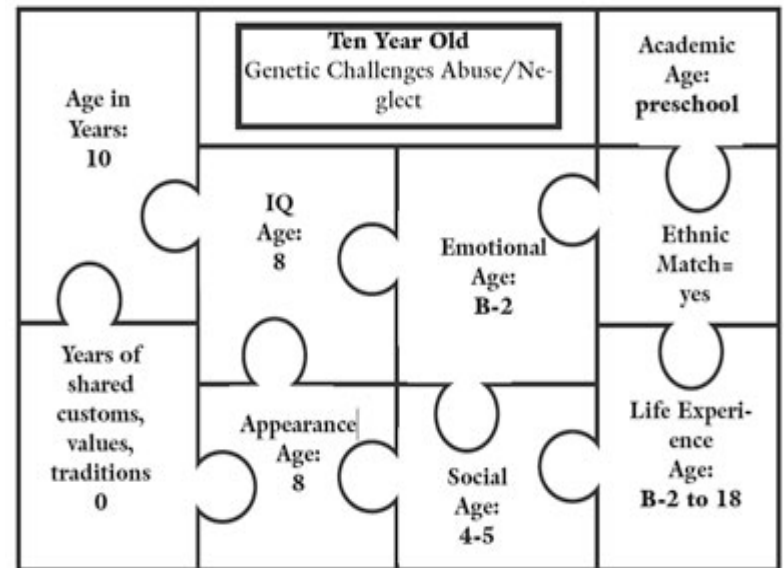 Ten Year Old
Genetic Challenges Abuse/Ne-
glect
Age in
Years:
10
Academic
Age:
preschool
IQ
Age:
8
Emotional
Age:
B-2
Ethnic
Match=
yes
Years of
shared
customs,
values,
traditions
0
Appearance
Age:
8
Social
Age:
4-5
Life Experi-
ence
Age:
B-2 to 18